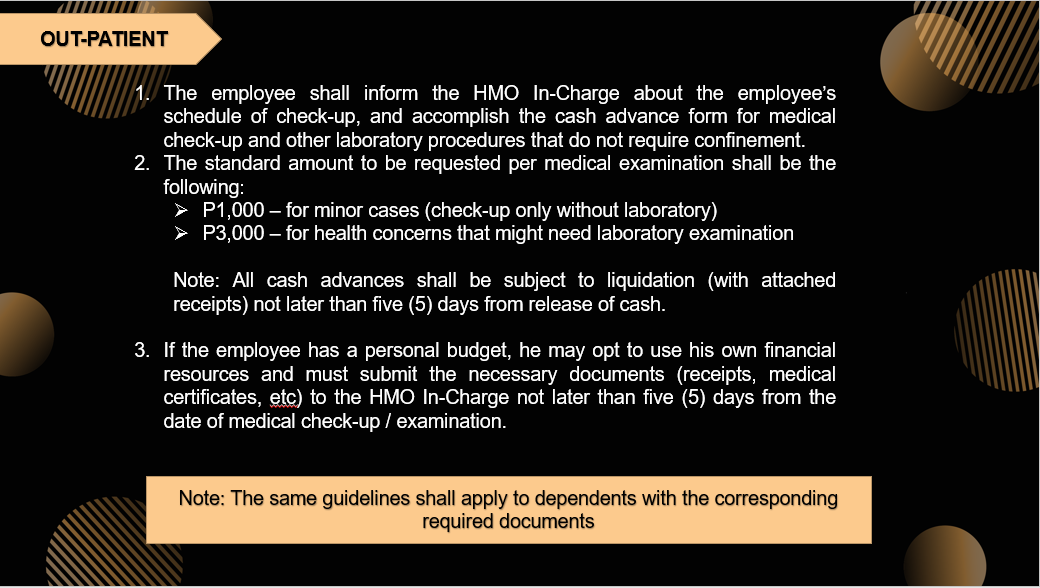 OUT-PATIENT
1. The employee shall inform the HMO In-Charge about the employee's
schedule of check-up, and accomplish the cash advance form for medical
check-up and other laboratory procedures that do not require confinement.
2. The standard amount to be requested per medical examination shall be the
following:
➢ P1,000 – for minor cases (check-up only without laboratory)
➢ P3,000 – for health concerns that might need laboratory examination
Note: All cash advances shall be subject to liquidation (with attached
receipts) not later than five (5) days from release of cash.
3. If the employee has a personal budget, he may opt to use his own financial
resources and must submit the necessary documents (receipts, medical
certificates, etc) to the HMO In-Charge not later than five (5) days from the
date of medical check-up / examination.
Note: The same guidelines shall apply to dependents with the corresponding
required documents